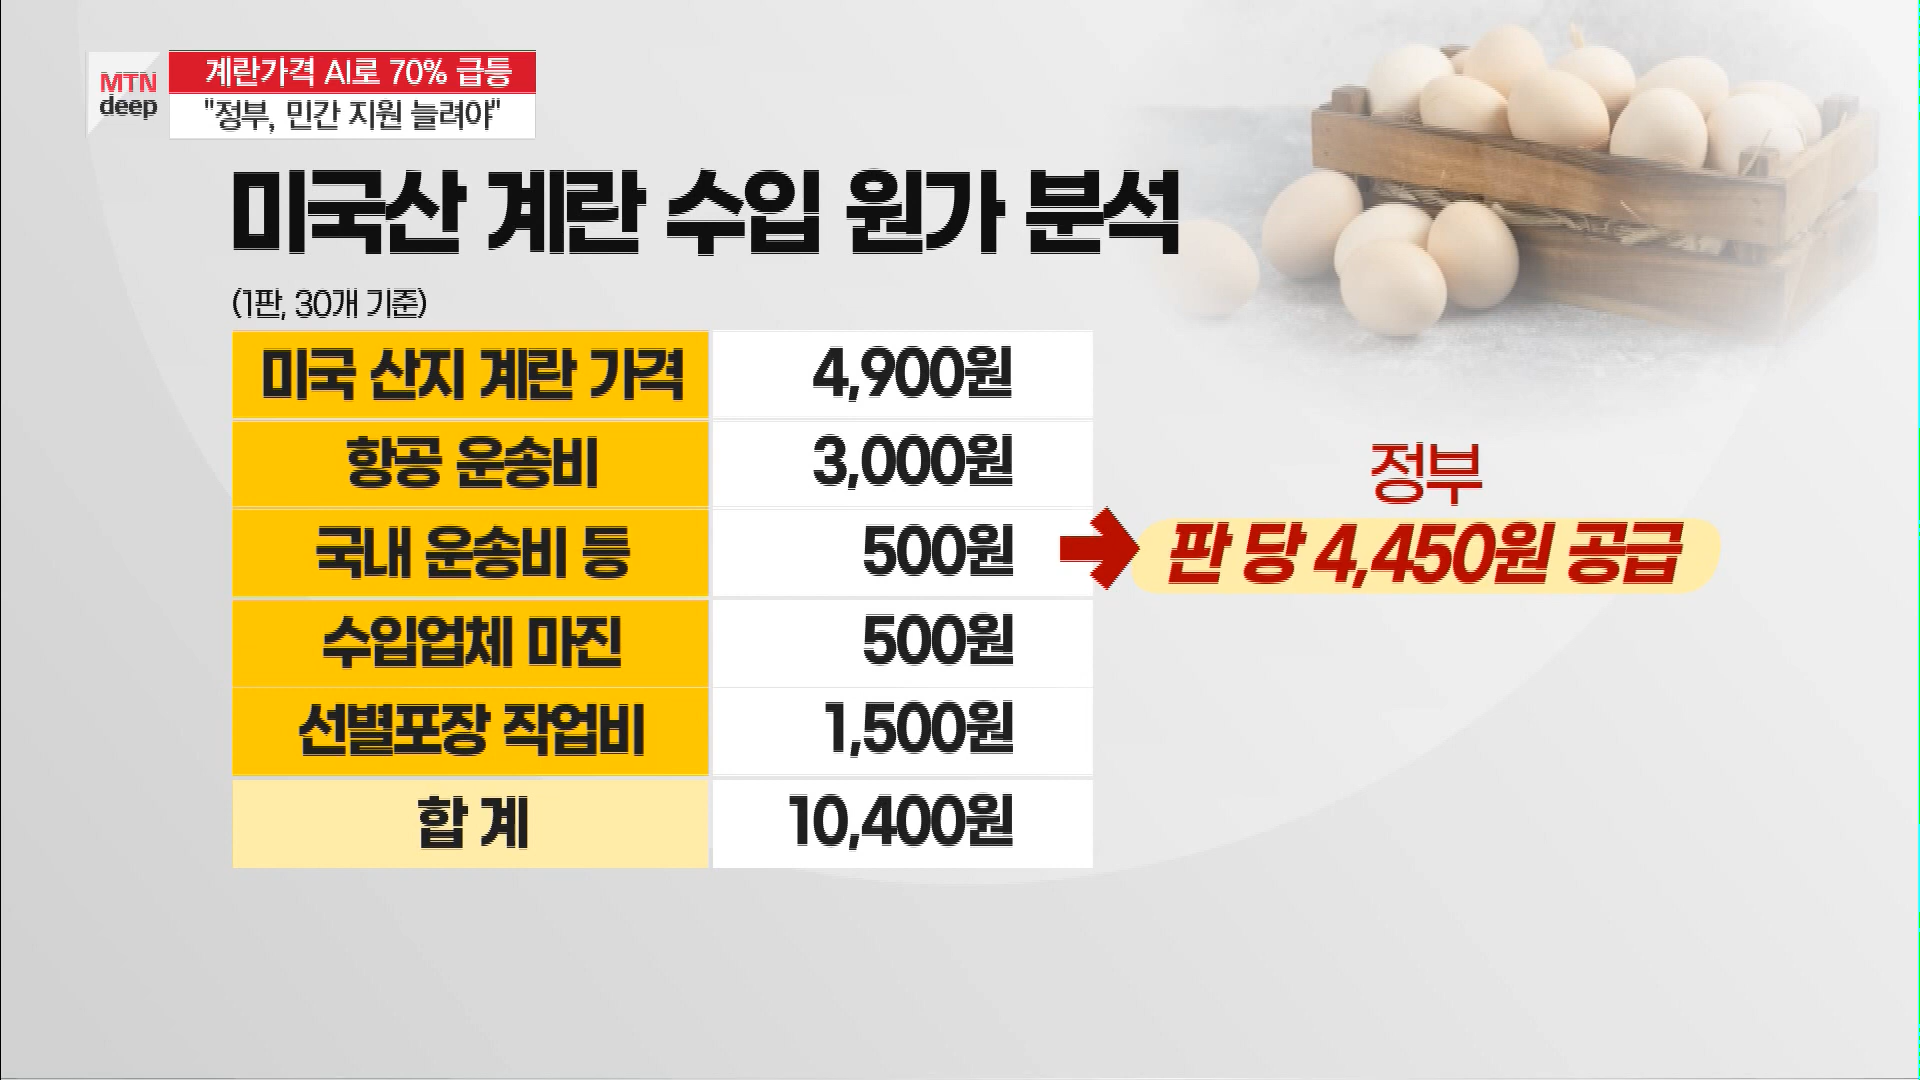 MTN
deep
계란가격 AI로 70% 급등
"정부, 민간 지원 늘려야"
미국산 계란 수입 원가 분석
(1판, 30개 기준)
미국 산지 계란 가격 4,900원
항공 운송비 3,000원
국내 운송비 등 500원
수입업체 마진 500원
선별포장 작업비 1,500원
합 계 10,400원
정부
판 당 4,450원 공급